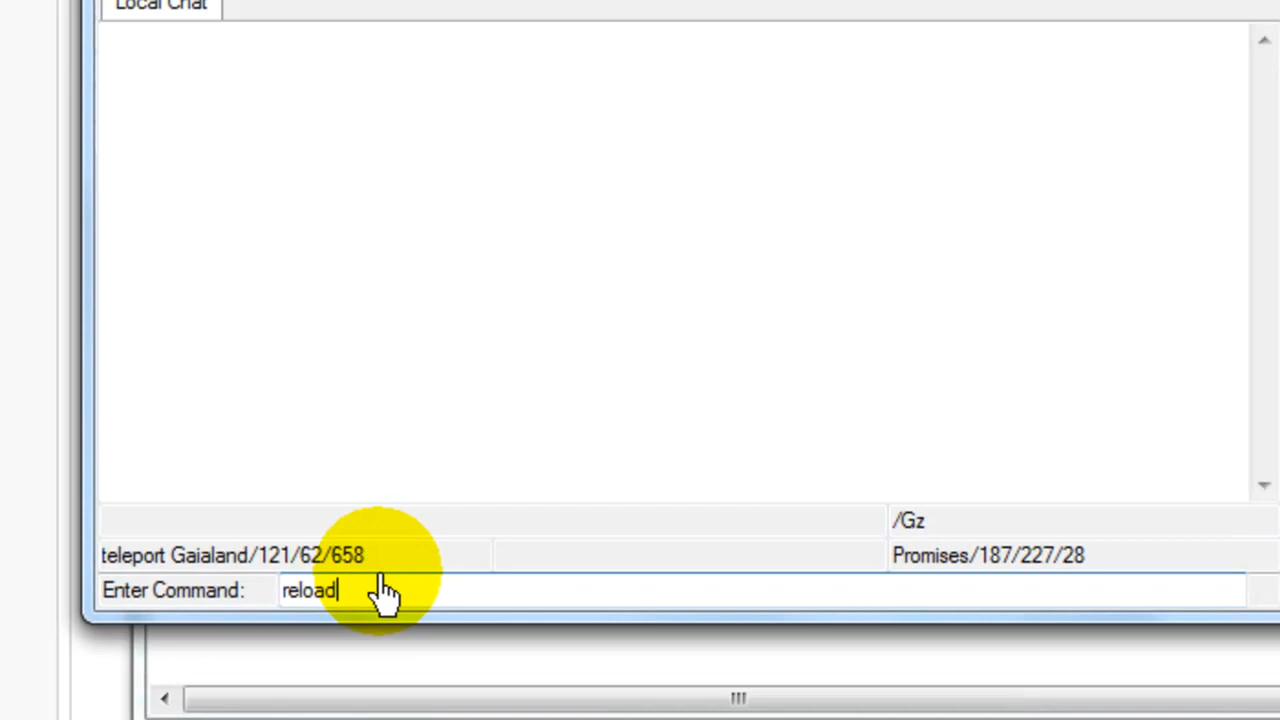 Local Chat
/Gz
teleport Gaialand/121/62/658
Promises/187/227/28
Enter Command: reload